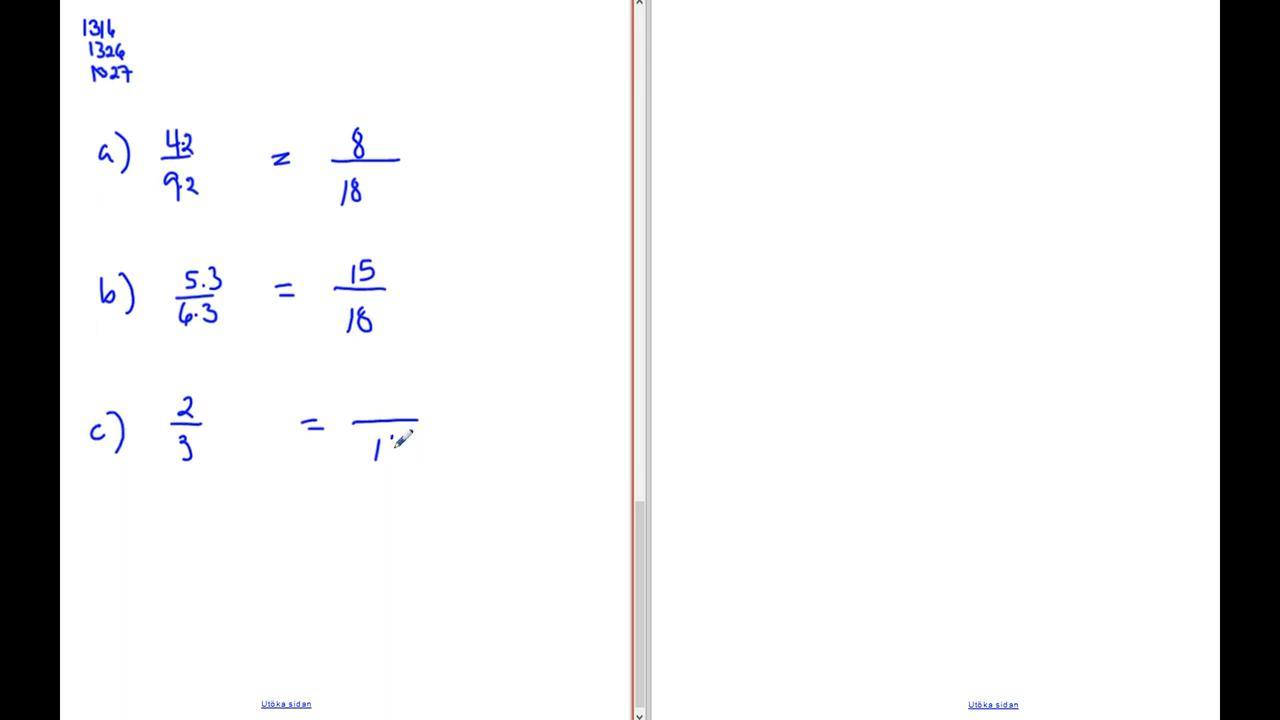 1316
1326
1027
a) 4·2/9·2 = 8/18
b) 5·3/6·3 = 15/18
c) 2/3 = /1
Utöka sidan
Utöka sidan